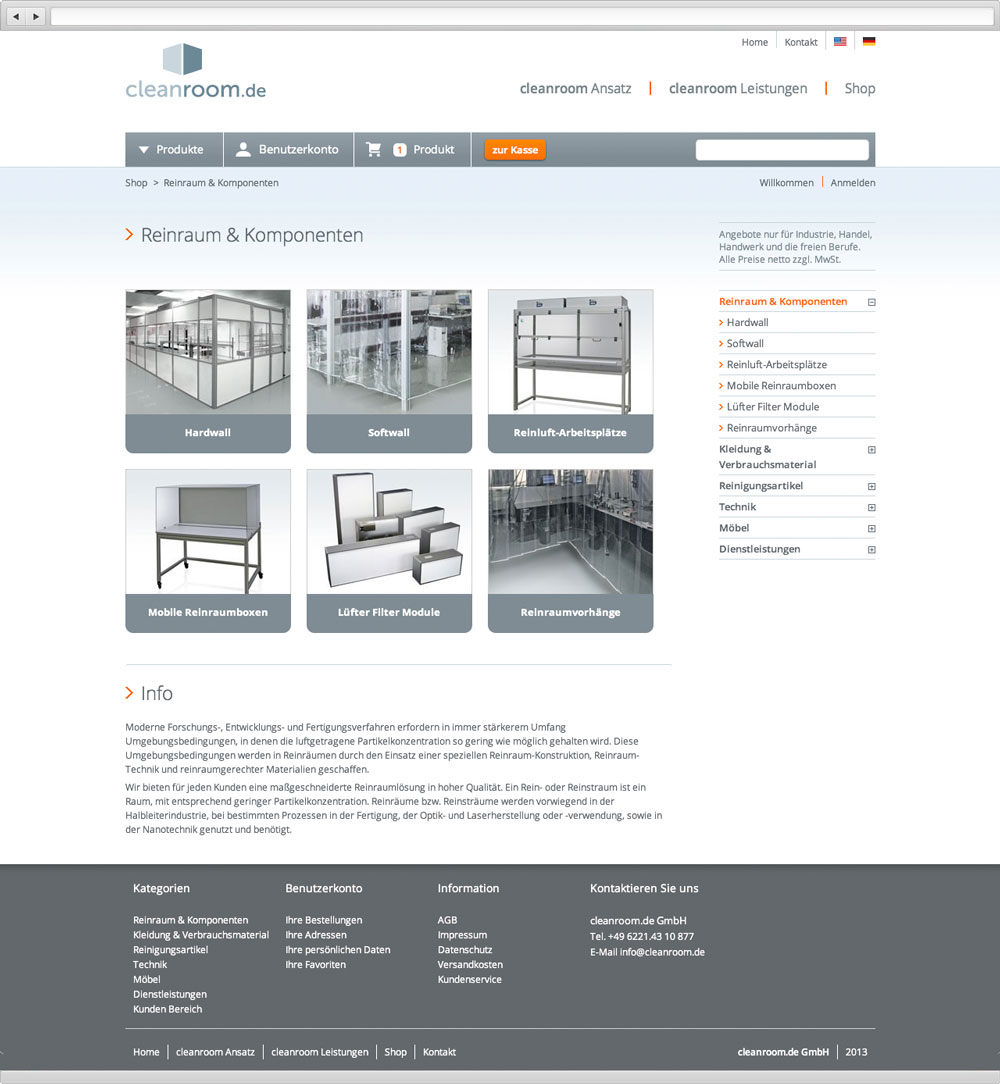 Home Kontakt
cleanroom.de
cleanroom Ansatz cleanroom Leistungen Shop
Produkte Benutzerkonto 1 Produkt zur Kasse
Shop > Reinraum & Komponenten
Willkommen Anmelden
Reinraum & Komponenten
Hardwall Softwall Reinluft-Arbeitsplätze
Mobile Reinraumboxen Lüfter Filter Module Reinraumvorhänge
Angebote nur für Industrie, Handel,
Handwerk und die freien Berufe.
Alle Preise netto zzgl. MwSt.
Reinraum & Komponenten
Hardwall
Softwall
Reinluft-Arbeitsplätze
Mobile Reinraumboxen
Lüfter Filter Module
Reinraumvorhänge
Kleidung &
Verbrauchsmaterial
Reinigungsartikel
Technik
Möbel
Dienstleistungen
Info
Moderne Forschungs-, Entwicklungs- und Fertigungsverfahren erfordern in immer stärkerem Umfang
Umgebungsbedingungen, in denen die luftgetragene Partikelkonzentration so gering wie möglich gehalten wird. Diese
Umgebungsbedingungen werden in Reinräumen durch den Einsatz einer speziellen Reinraum-Konstruktion, Reinraum-
Technik und reinraumgerechter Materialien geschaffen.
Wir bieten für jeden Kunden eine maßgeschneiderte Reinraumlösung in hoher Qualität. Ein Rein- oder Reinstraum ist ein
Raum, mit entsprechend geringer Partikelkonzentration. Reinräume bzw. Reinsträume werden vorwiegend in der
Halbleiterindustrie, bei bestimmten Prozessen in der Fertigung, der Optik- und Laserherstellung oder -verwendung, sowie in
der Nanotechnik genutzt und benötigt.
Kategorien
Reinraum & Komponenten
Kleidung & Verbrauchsmaterial
Reinigungsartikel
Technik
Möbel
Dienstleistungen
Kunden Bereich
Benutzerkonto
Ihre Bestellungen
Ihre Adressen
Ihre persönlichen Daten
Ihre Favoriten
Information
AGB
Impressum
Datenschutz
Versandkosten
Kundenservice
Kontaktieren Sie uns
cleanroom.de GmbH
Tel. +49 6221.43 10 877
E-Mail info@cleanroom.de
Home cleanroom Ansatz cleanroom Leistungen Shop Kontakt
cleanroom.de GmbH 2013